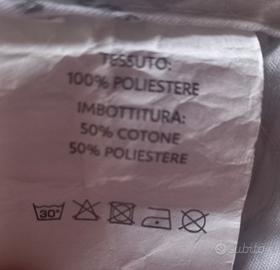 TESSUTO:
100% POLIESTERE
IMBOTTITURA:
50% COTONE
50% POLIESTERE
30°
subito